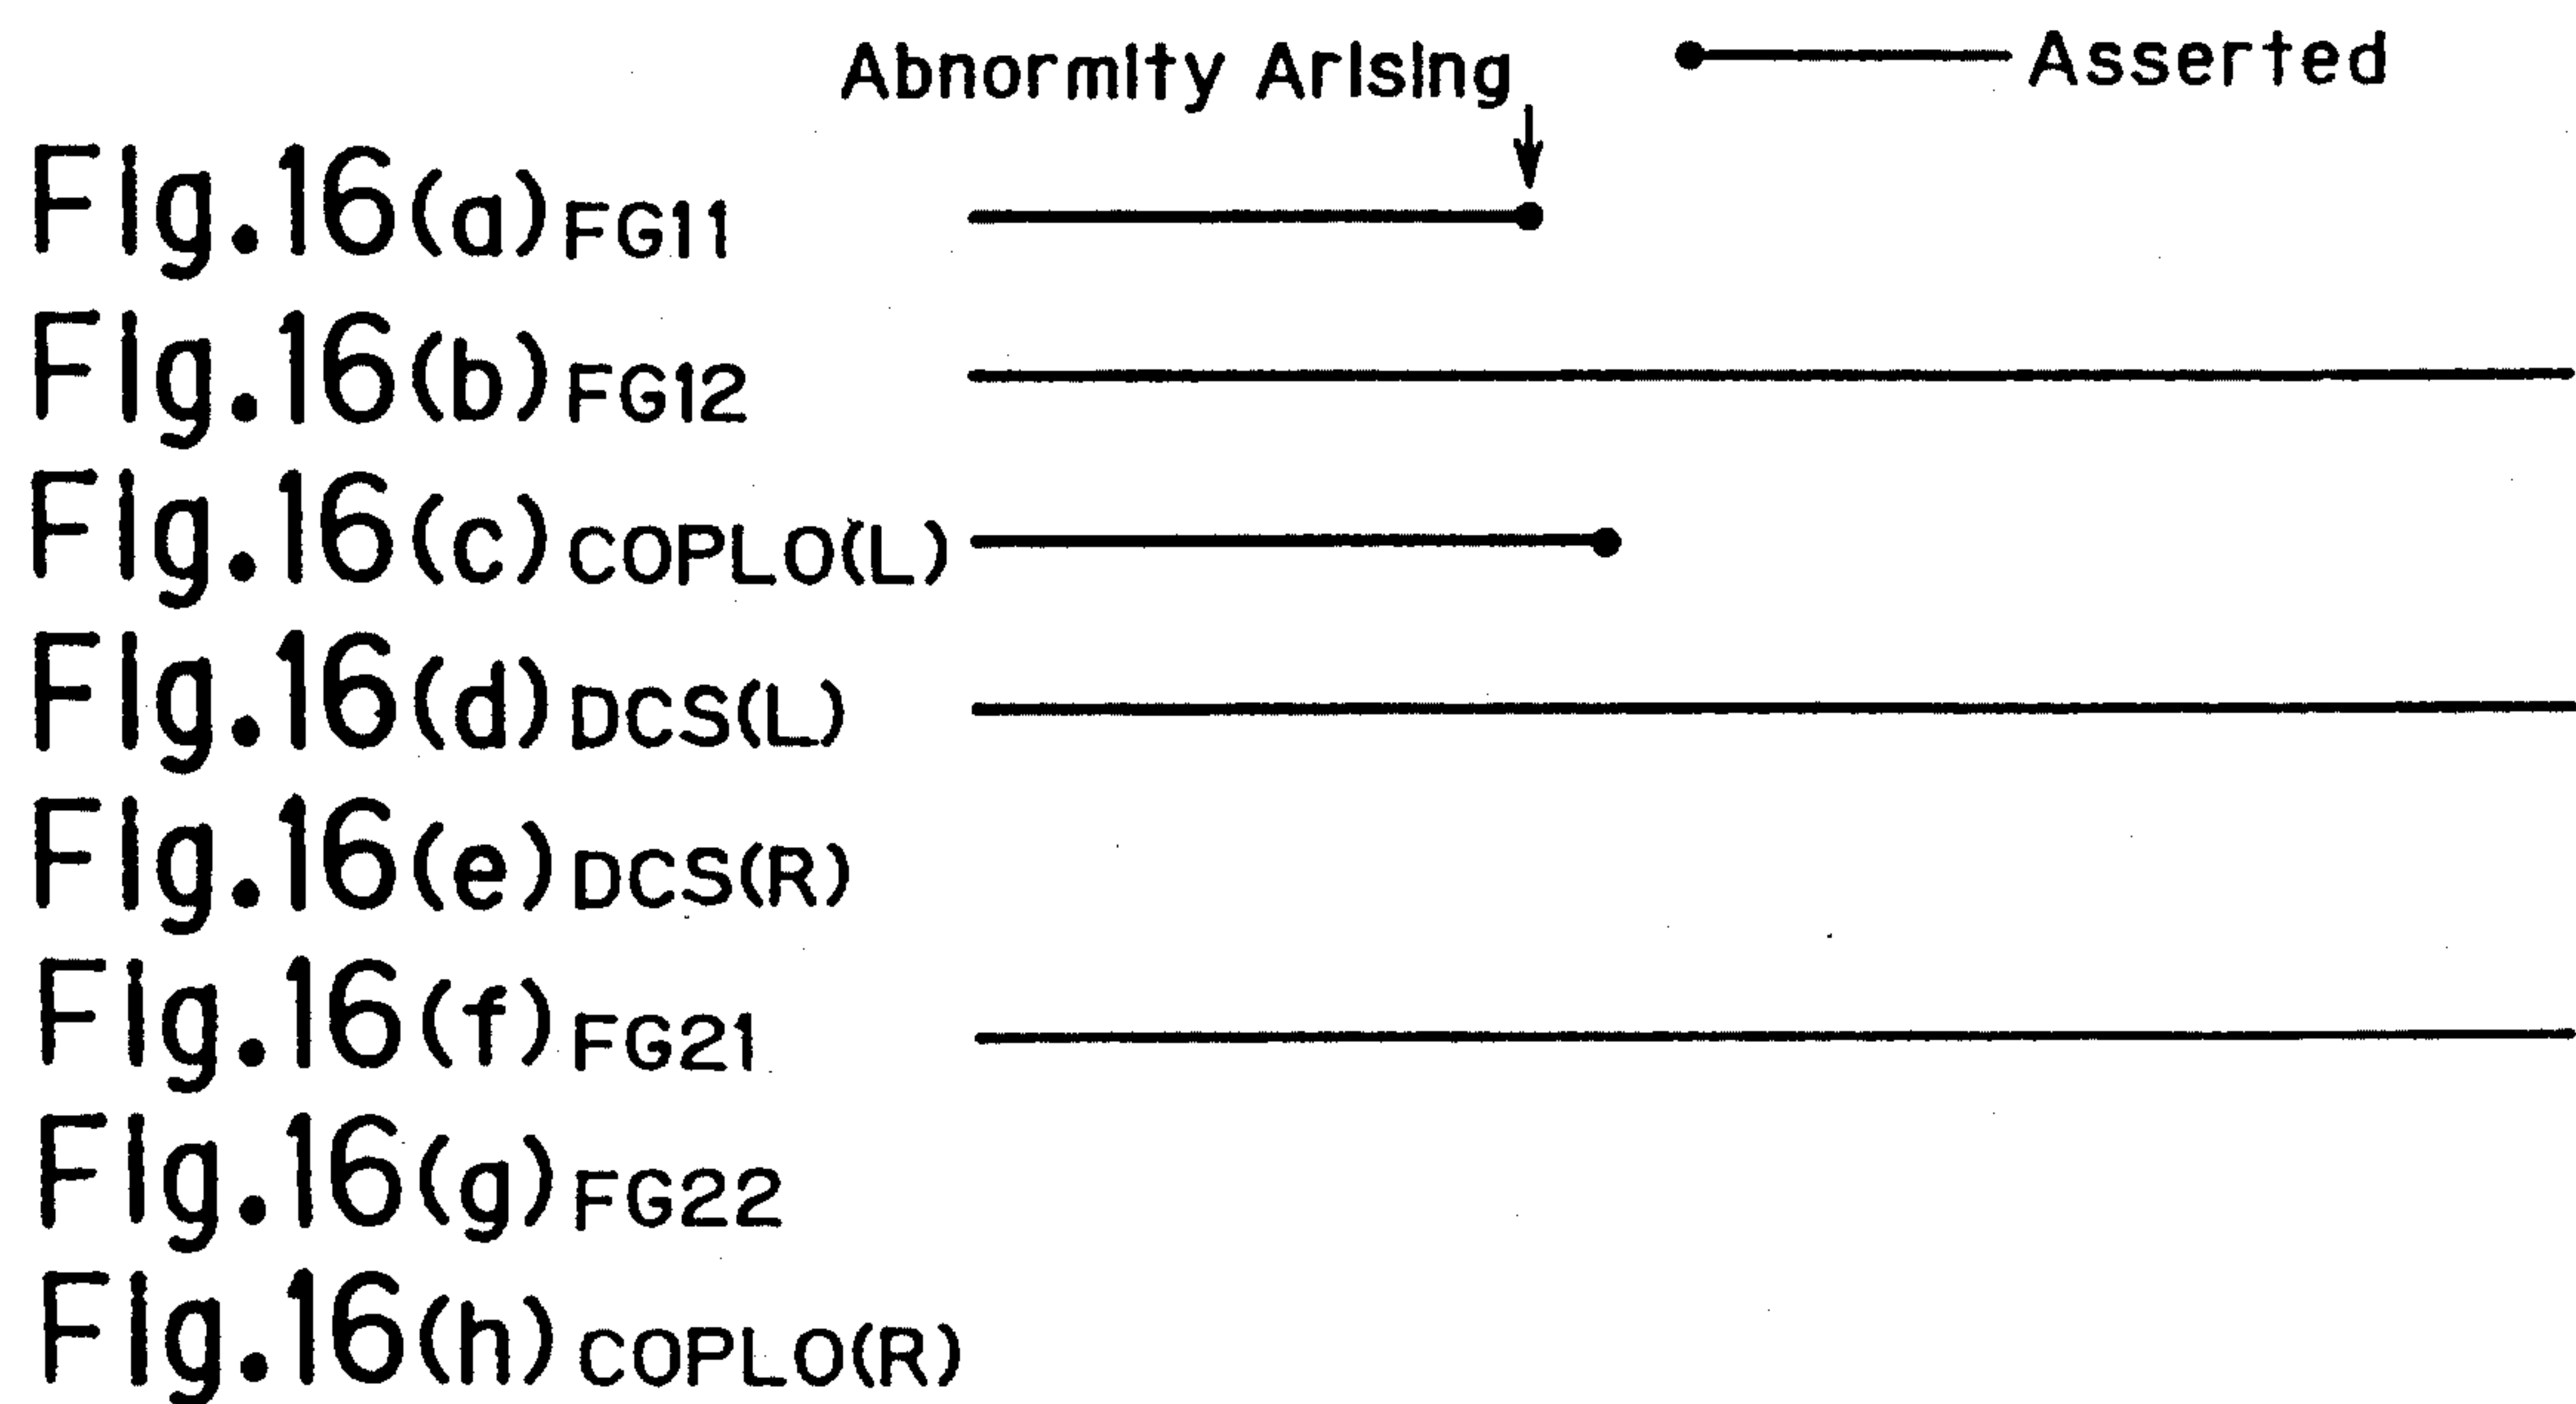 Abnormity Arising
Asserted
Fig.16(a) FG11
Fig.16(b) FG12
Fig.16(c) COPLO(L)
Fig.16(d) DCS(L)
Fig.16(e) DCS(R)
Fig.16(f) FG21
Fig.16(g) FG22
Fig.16(h) COPLO(R)